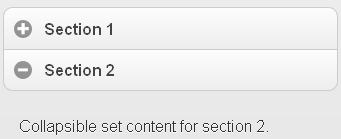 Section 1
Section 2
Collapsible set content for section 2.